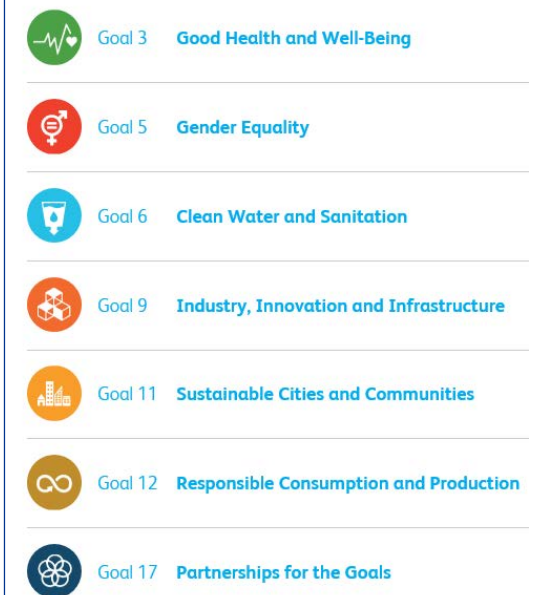 Goal 3 Good Health and Well-Being
Goal 5 Gender Equality
Goal 6 Clean Water and Sanitation
Goal 9 Industry, Innovation and Infrastructure
Goal 11 Sustainable Cities and Communities
Goal 12 Responsible Consumption and Production
Goal 17 Partnerships for the Goals